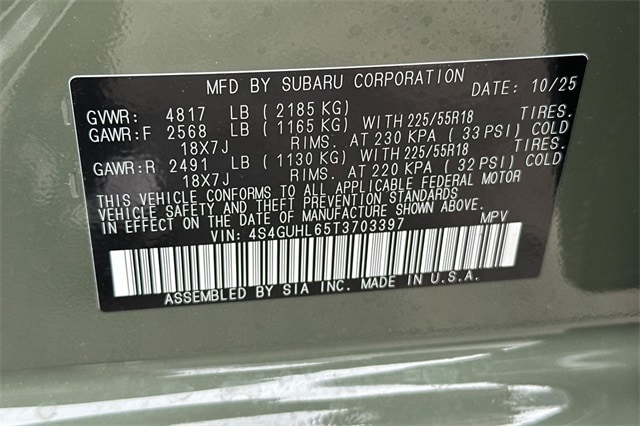 MFD BY SUBARU CORPORATION DATE: 10/25
GVWR: 4817 LB ( 2185 KG)
GAWR:F 2568 LB ( 1165 KG) WITH 225/55R18 TIRES.
18X7J RIMS. AT 230 KPA ( 33 PSI) COLD
GAWR:R 2491 LB ( 1130 KG) WITH 225/55R18 TIRES.
18X7J RIMS. AT 220 KPA ( 32 PSI) COLD
THIS VEHICLE CONFORMS TO ALL APPLICABLE FEDERAL MOTOR
VEHICLE SAFETY AND THEFT PREVENTION STANDARDS
IN EFFECT ON THE DATE OF MANUFACTURE SHOWN ABOVE.
VIN: 4S4GUHL65T3703397 MPV
ASSEMBLED BY SIA INC. MADE IN U.S.A.